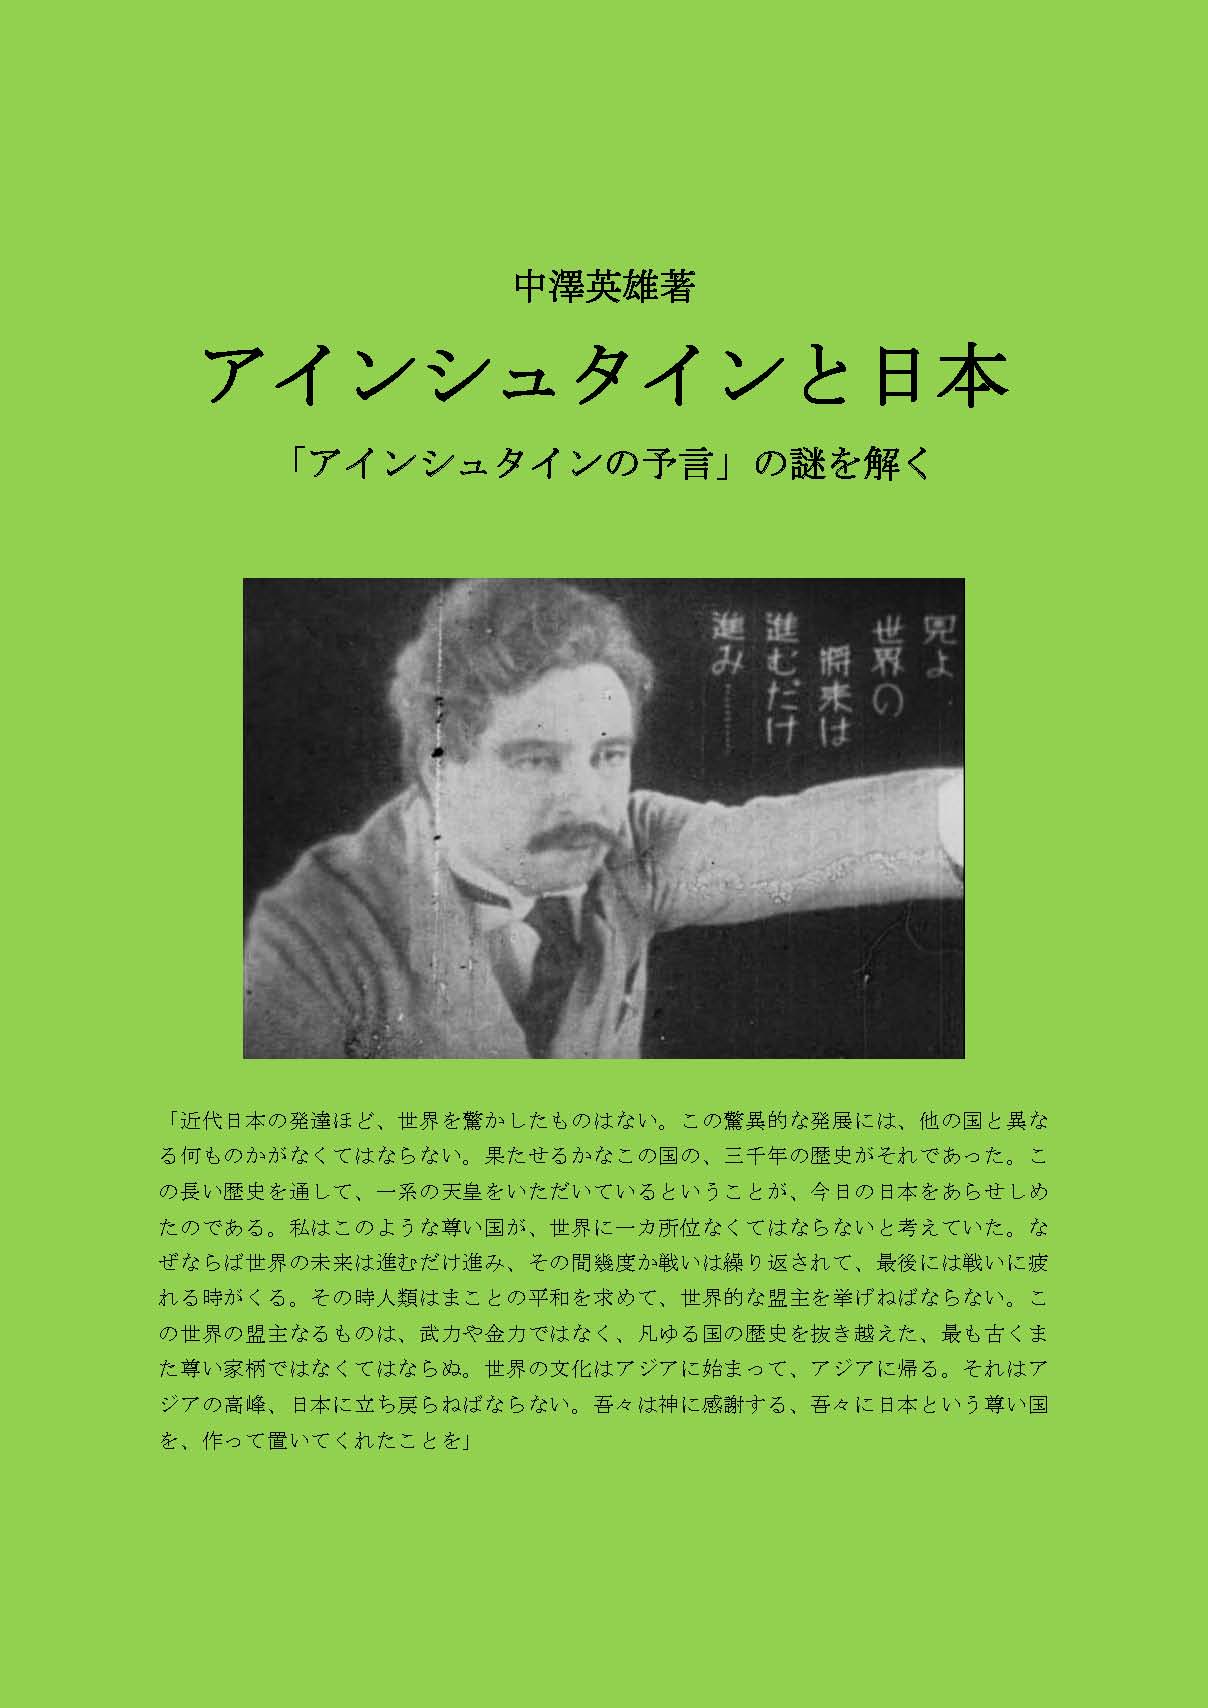 中澤英雄著
アインシュタインと日本
「アインシュタインの予言」の謎を解く
児よ
世界の
将来は
進むだけ
進み………
「近代日本の発達ほど、世界を驚かしたものはない。この驚異的な発展には、他の国と異な
る何ものかがなくてはならない。果たせるかなこの国の、三千年の歴史がそれであった。こ
の長い歴史を通して、一系の天皇をいただいているということが、今日の日本をあらせしめ
たのである。私はこのような尊い国が、世界に一カ所位なくてはならないと考えていた。な
ぜならば世界の未来は進むだけ進み、その間幾度か戦いは繰り返されて、最後には戦いに疲
れる時がくる。その時人類はまことの平和を求めて、世界的な盟主を挙げねばならない。こ
の世界の盟主なるものは、武力や金力ではなく、凡ゆる国の歴史を抜き越えた、最も古くま
た尊い家柄ではなくてはならぬ。世界の文化はアジアに始まって、アジアに帰る。それはア
ジアの高峰、日本に立ち戻らねばならない。吾々は神に感謝する、吾々に日本という尊い国
を、作って置いてくれたことを」